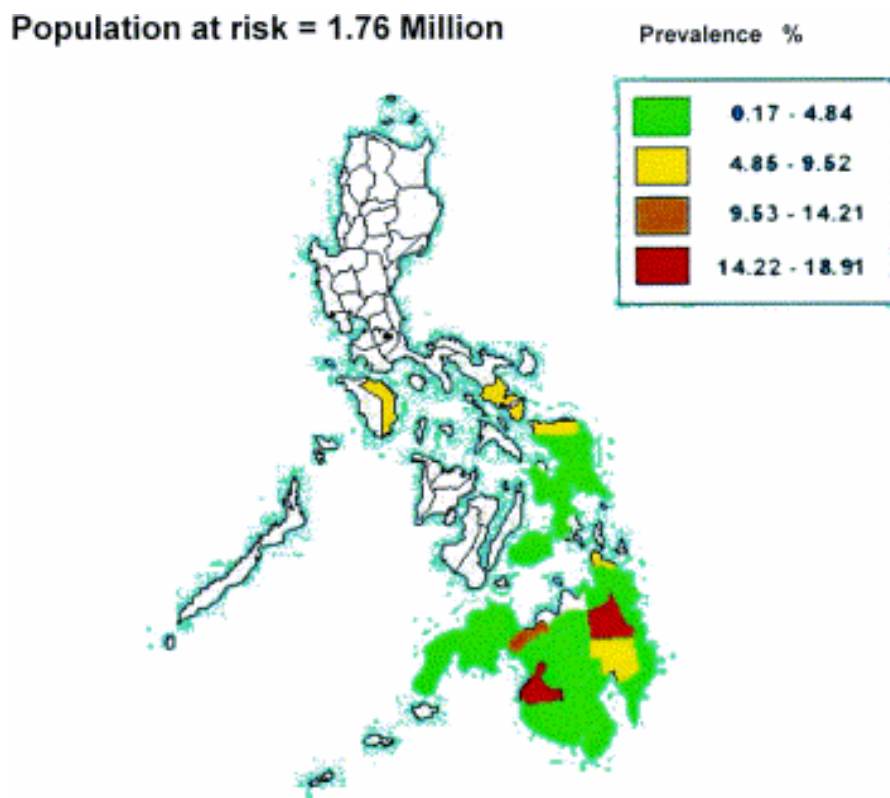 Population at risk = 1.76 Million
Prevalence %
0.17 - 4.84
4.85 - 9.52
9.53 - 14.21
14.22 - 18.91